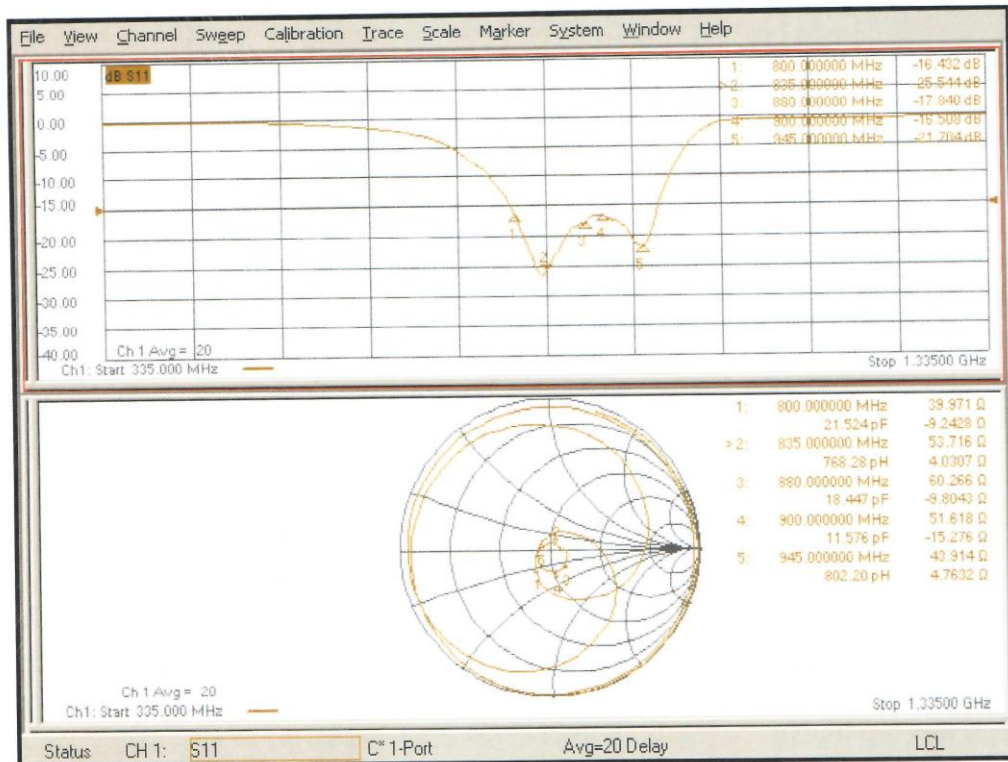 File View Channel Sweep Calibration Trace Scale Marker System Window Help
dB S11
10.00
5.00
0.00
-5.00
-10.00
-15.00
-20.00
-25.00
-30.00
-35.00
-40.00
1: 800.000000 MHz -16.432 dB
>2: 835.000000 MHz -25.544 dB
3: 880.000000 MHz -17.840 dB
4: 900.000000 MHz -16.508 dB
5: 945.000000 MHz -21.704 dB
1
2
3
4
5
Ch 1 Avg = 20
Ch1: Start 335.000 MHz
Stop 1.33500 GHz
1: 800.000000 MHz 39.971 Ω
21.524 pF -9.2428 Ω
>2: 835.000000 MHz 53.716 Ω
768.28 pH 4.0307 Ω
3: 880.000000 MHz 60.266 Ω
18.447 pF -9.8043 Ω
4: 900.000000 MHz 51.618 Ω
11.576 pF -15.276 Ω
5: 945.000000 MHz 43.914 Ω
802.20 pH 4.7632 Ω
Ch 1 Avg = 20
Ch1: Start 335.000 MHz
Stop 1.33500 GHz
Status CH 1: S11 C* 1-Port Avg=20 Delay LCL